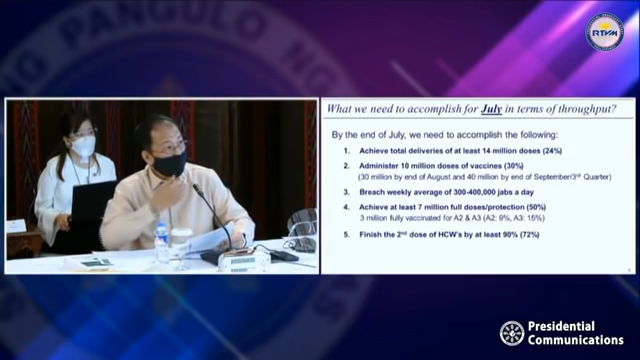 PANGULO NG
RTVM
What we need to accomplish for July in terms of throughput?
By the end of July, we need to accomplish the following:
1. Achieve total deliveries of at least 14 million doses (24%)
2. Administer 10 million doses of vaccines (30%)
(30 million by end of August and 40 million by end of September/3rd Quarter)
3. Breach weekly average of 300-400,000 jabs a day
4. Achieve at least 7 million full doses/protection (50%)
3 million fully vaccinated for A2 & A3 (A2: 9%, A3: 15%)
5. Finish the 2nd dose of HCW's by at least 90% (72%)
Presidential
Communications